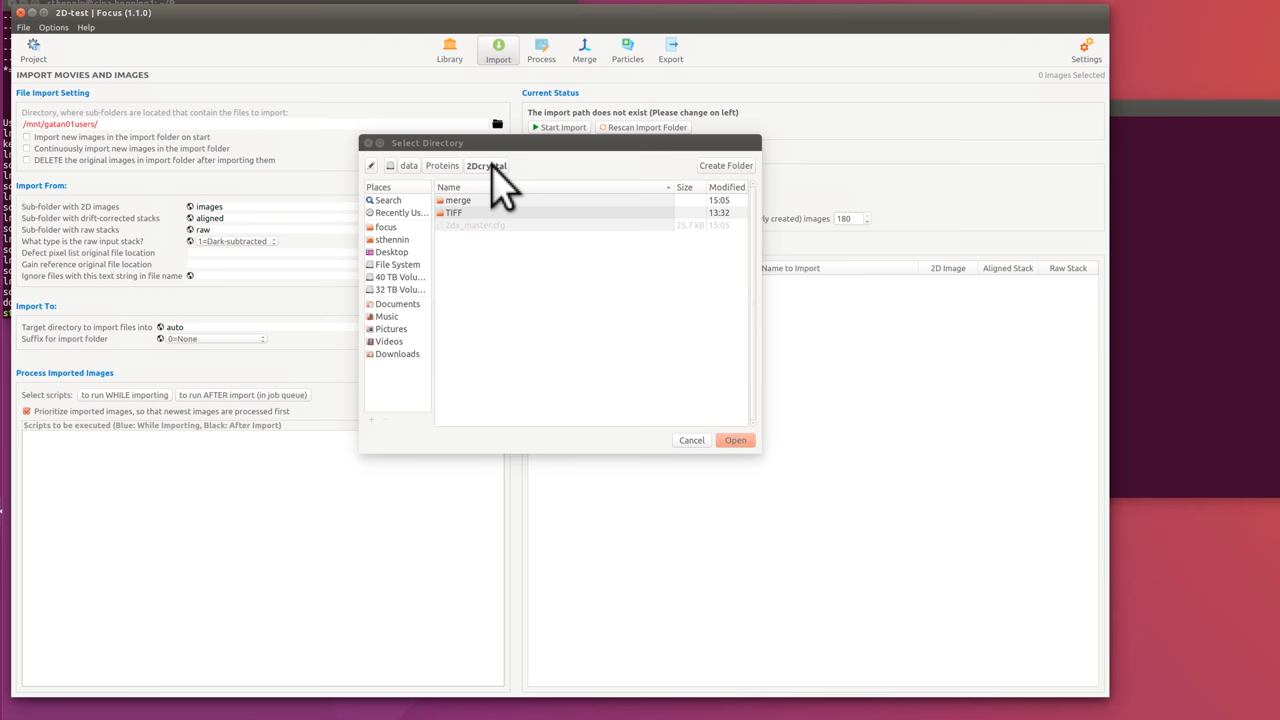 2D-test | Focus (1.1.0)
File Options Help
Project Library Import Process Merge Particles Export Settings
IMPORT MOVIES AND IMAGES
0 Images Selected
File Import Setting
Directory, where sub-folders are located that contain the files to import:
/mnt/gatan01users/
Import new images in the import folder on start
Continuously import new images in the import folder
DELETE the original images in import folder after importing them
Import From:
Sub-folder with 2D images images
Sub-folder with drift-corrected stacks aligned
Sub-folder with raw stacks raw
What type is the raw input stack? 1=Dark-subtracted
Defect pixel list original file location
Gain reference original file location
Ignore files with this text string in file name
Import To:
Target directory to import files into auto
Suffix for import folder 0=None
Process Imported Images
Select scripts: to run WHILE importing to run AFTER import (in job queue)
Prioritize imported images, so that newest images are processed first
Scripts to be executed (Blue: While Importing, Black: After Import)
Current Status
The import path does not exist (Please change on left)
Start Import Rescan Import Folder
images 180
Name to Import 2D Image Aligned Stack Raw Stack
Select Directory
data Proteins Create Folder
Places Name Size Modified
Search
Recently Us...
focus
sthennin
Desktop
File System
40 TB Volu...
32 TB Volu...
Documents
Music
Pictures
Videos
Downloads
merge 15:05
TIFF 13:32
2dx_master.cfg 25.7 kB 15:05
Cancel Open